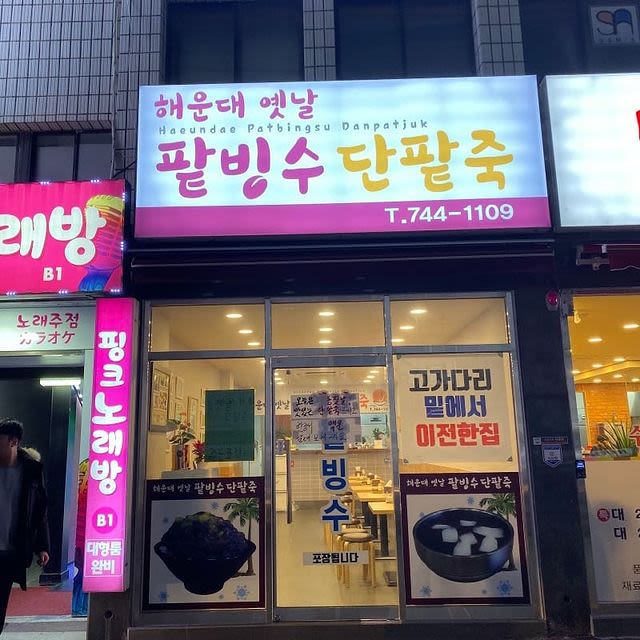 해운대 옛날
Haeundae Patbingsu Danpatjuk
팥빙수 단팥죽
T.744-1109
래방
B1
노래주점
カラオケ
핑크노래방
B1
대형룸
완비
고가다리
밑에서
이전한집
빙수
포장됩니다
해운대 옛날 팥빙수단팥죽
해운대 옛날 팥빙수단팥죽
대 2
대